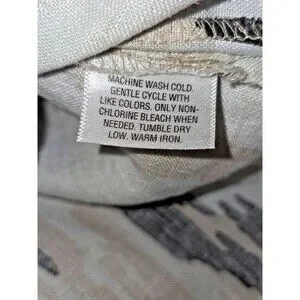 MACHINE WASH COLD.
GENTLE CYCLE WITH
LIKE COLORS. ONLY NON-
CHLORINE BLEACH WHEN
NEEDED. TUMBLE DRY
LOW. WARM IRON.